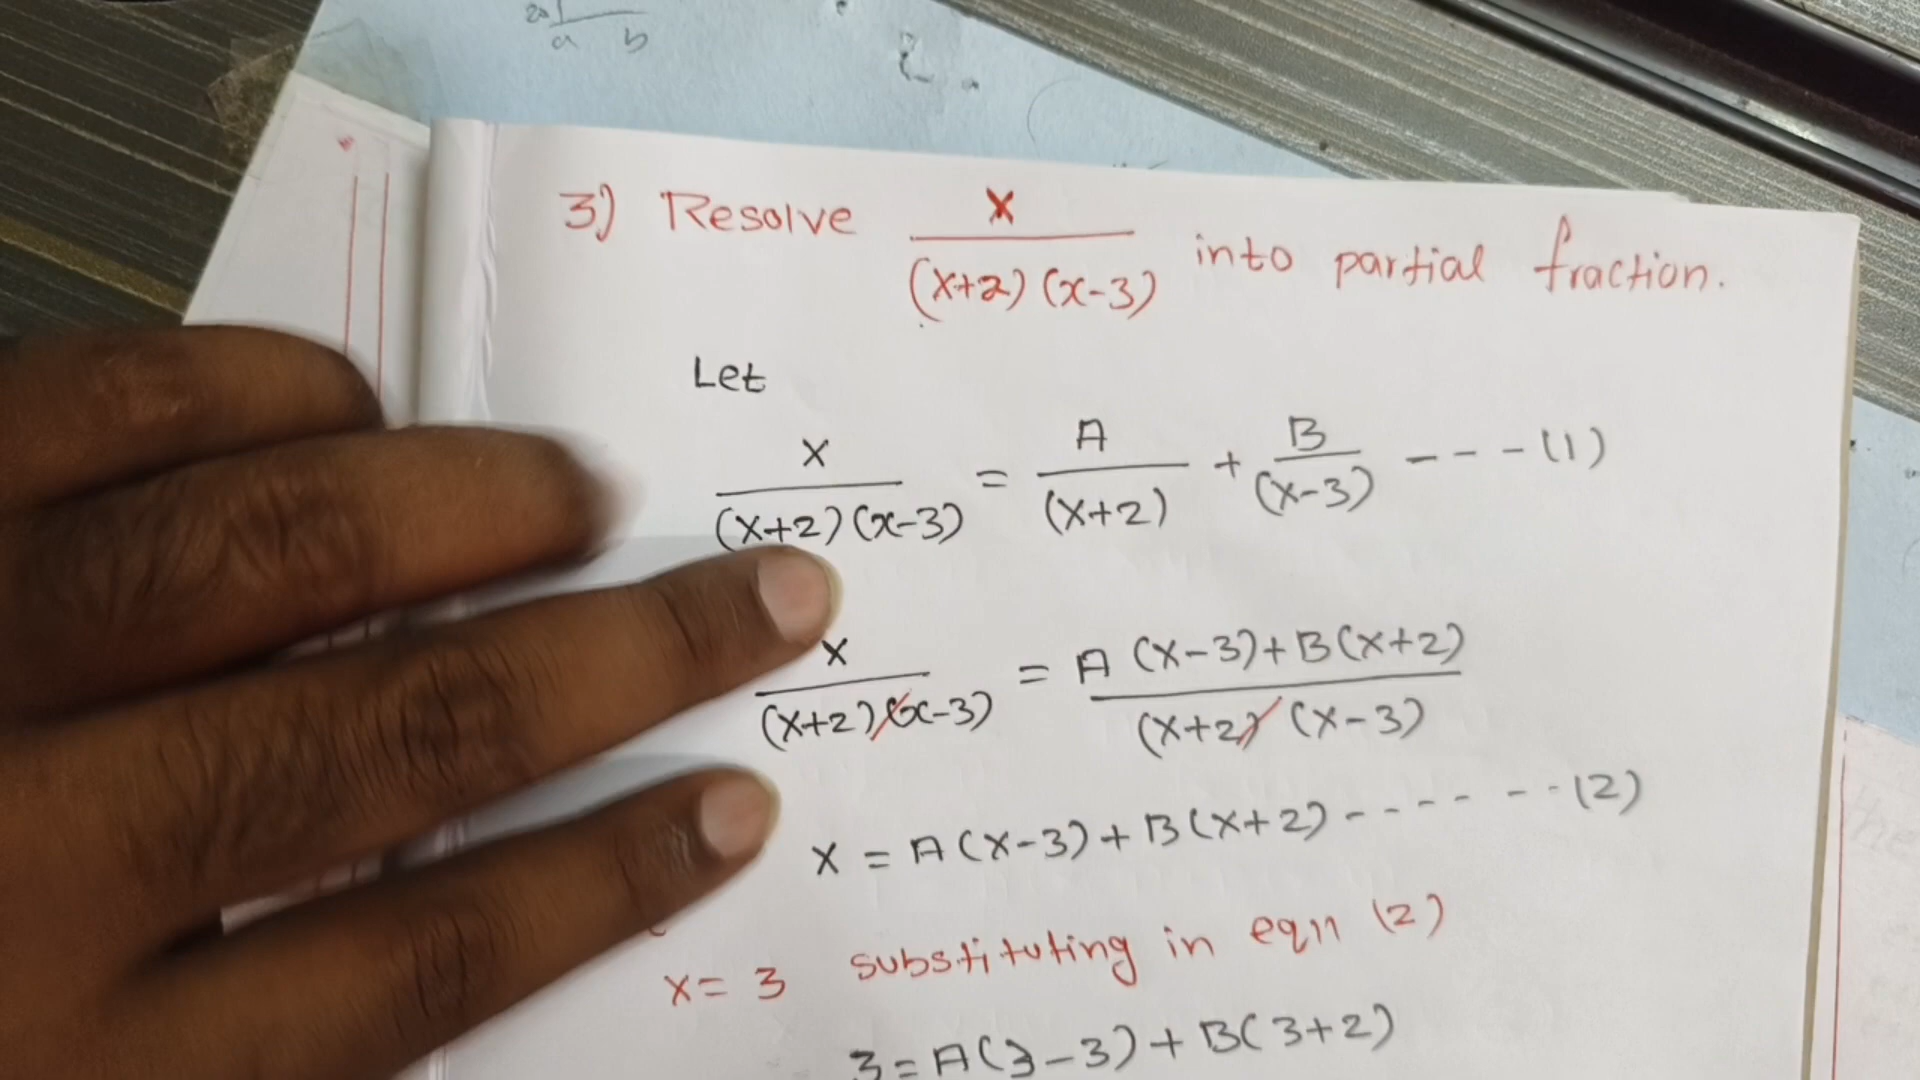 a b
3) Resolve x/((x+2)(x-3)) into partial fraction.
Let
x/((x+2)(x-3)) = A/(x+2) + B/(x-3) ----(1)
x/((x+2)(x-3)) = (A(x-3)+B(x+2))/((x+2)(x-3))
x = A(x-3)+B(x+2)-------(2)
x=3 substituting in eqn (2)
3=A(3-3)+B(3+2)